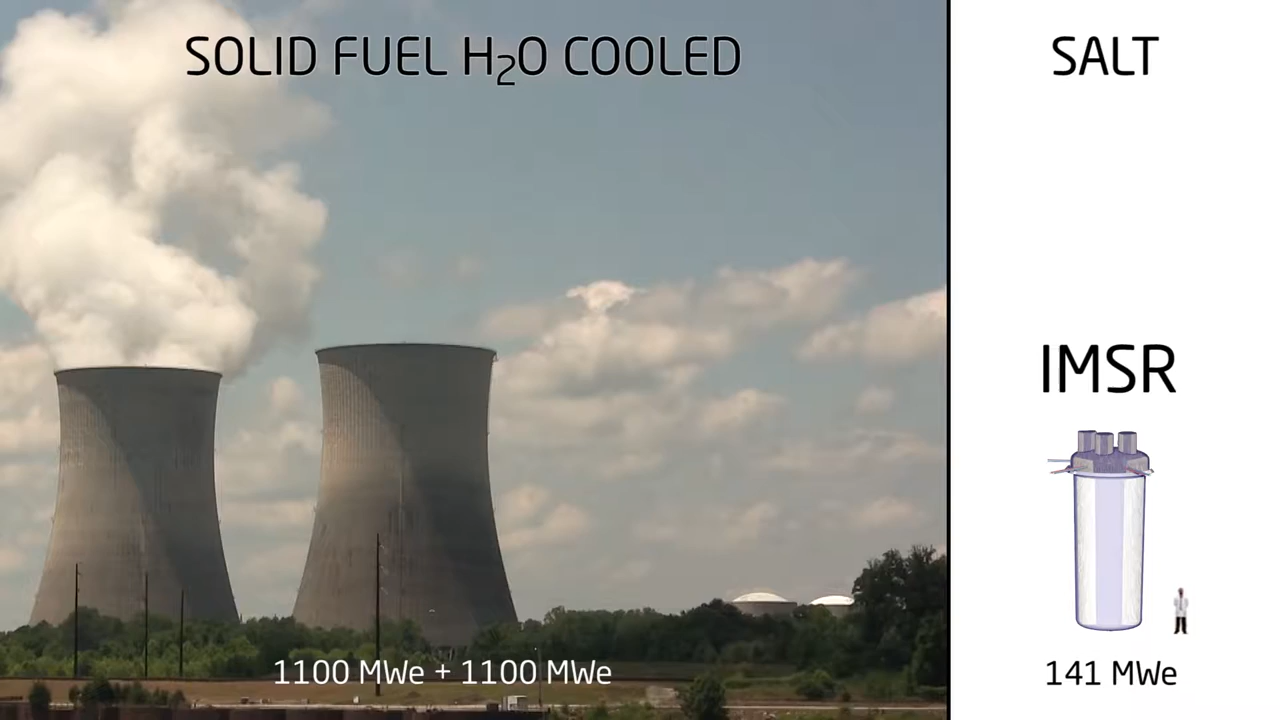 SOLID FUEL H₂O COOLED
SALT
IMSR
1100 MWe + 1100 MWe
141 MWe